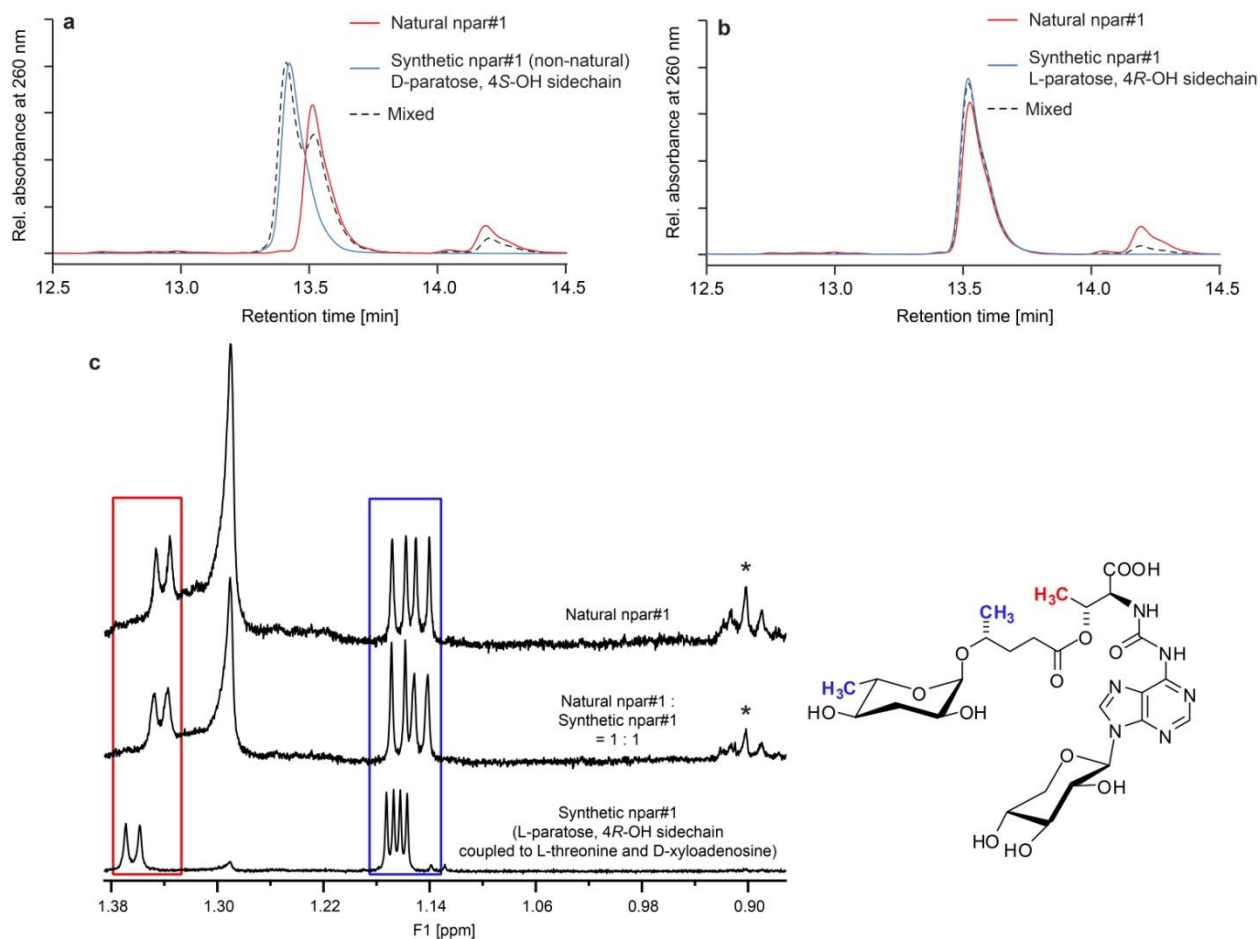 a
Natural npar#1
Synthetic npar#1 (non-natural)
D-paratose, 4S-OH sidechain
Mixed
Rel. absorbance at 260 nm
12.5 13.0 13.5 14.0 14.5
Retention time [min]
b
Natural npar#1
Synthetic npar#1
L-paratose, 4R-OH sidechain
Mixed
Rel. absorbance at 260 nm
12.5 13.0 13.5 14.0 14.5
Retention time [min]
c
*
Natural npar#1
*
Natural npar#1 :
Synthetic npar#1
= 1 : 1
Synthetic npar#1
(L-paratose, 4R-OH sidechain
coupled to L-threonine and D-xyloadenosine)
1.38 1.30 1.22 1.14 1.06 0.98 0.90
F1 [ppm]
COOH
H₃C
CH₃
NH
O
O
O
NH
O
H₃C
O
N
N
HO
OH
N
N
O
OH
HO
HO